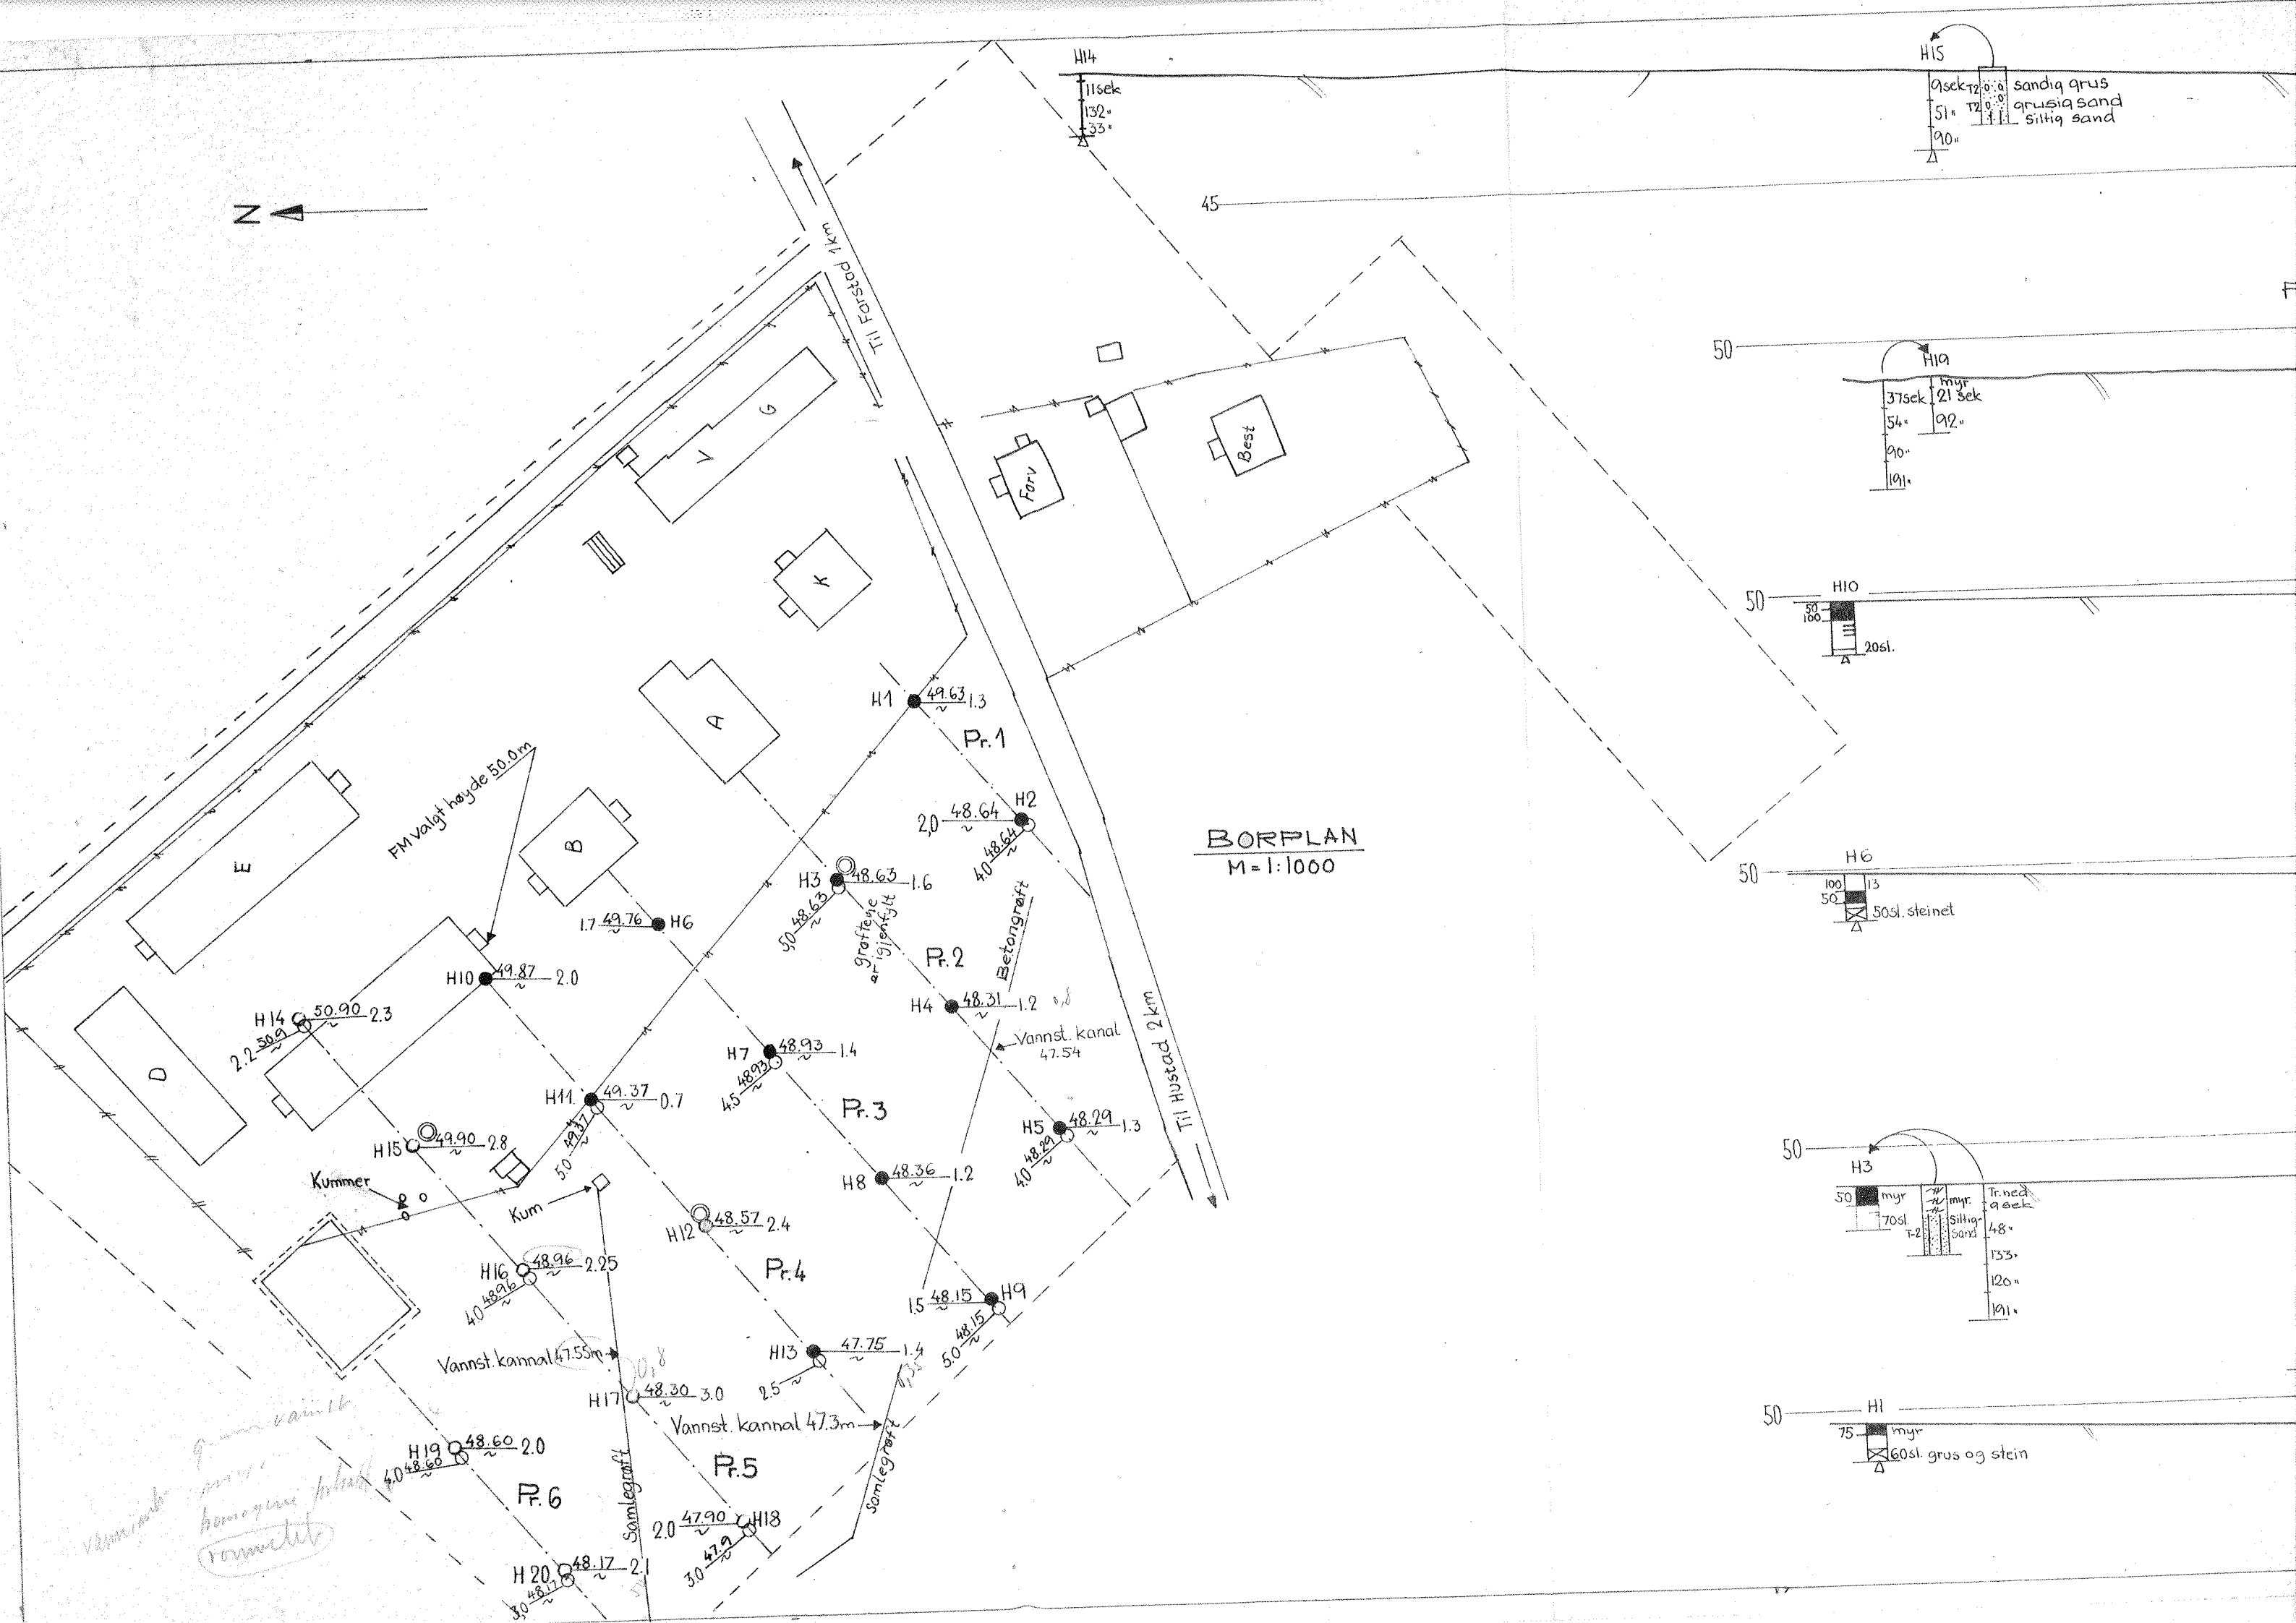 H14
11sek
132"
33"
H15
9sek
51"
90"
T2
T2
sandig grus
grusig sand
siltig sand
N
45
Til Farstad 1km
50
H19
myr
37sek
21 sek
54"
92"
90"
191"
G
V
Forv
Best
K
50
H10
50
100
20sl.
A
H1 49.63 1.3
Pr.1
FM valgt høyde 50.0m
H2
2,0 48.64
4.0 48.64
BORPLAN
M=1:1000
B
E
H3 48.63 1.6
5,0 48.63
grøftene
er igjenfylt
Betongrøft
1.7 49.76 H6
50
H6
100 13
50
50sl. steinet
Pr.2
H10 49.87 2.0
H4 48.31 1.2 0,8
H14 50.90 2.3
2.2 50.9
Vannst. kanal
47.54
Til Hustad 2km
H7 48.93 1.4
4.5 48.93
D
H11 49.37 0.7
5.0 49.37
Pr.3
H5 48.29 1.3
4.0 48.29
H15 49.90 2.8
50
H3
50 myr
70sl.
myr.
Siltig-
sand
T-2
Tr.ned
9sek
48"
133"
120"
191"
Kummer
Kum
H8 48.36 1.2
H12 48.57 2.4
H16 48.96 2.25
4.0 48.96
Pr.4
1.5 48.15 H9
5.0 48.15
Vannst. kannal 47.55m
0,8
H13 47.75 1.4
2.5
0,35
H17 48.30 3.0
Vannst. kannal 47.3m
50
H1
75 myr
60sl. grus og stein
H19 48.60 2.0
4.0 48.60
Pr.5
Pr.6
Samlegrøft
Samlegrøft
2.0 47.90 H18
3.0 47.9
H20 48.17 2.1
3,0 48.17